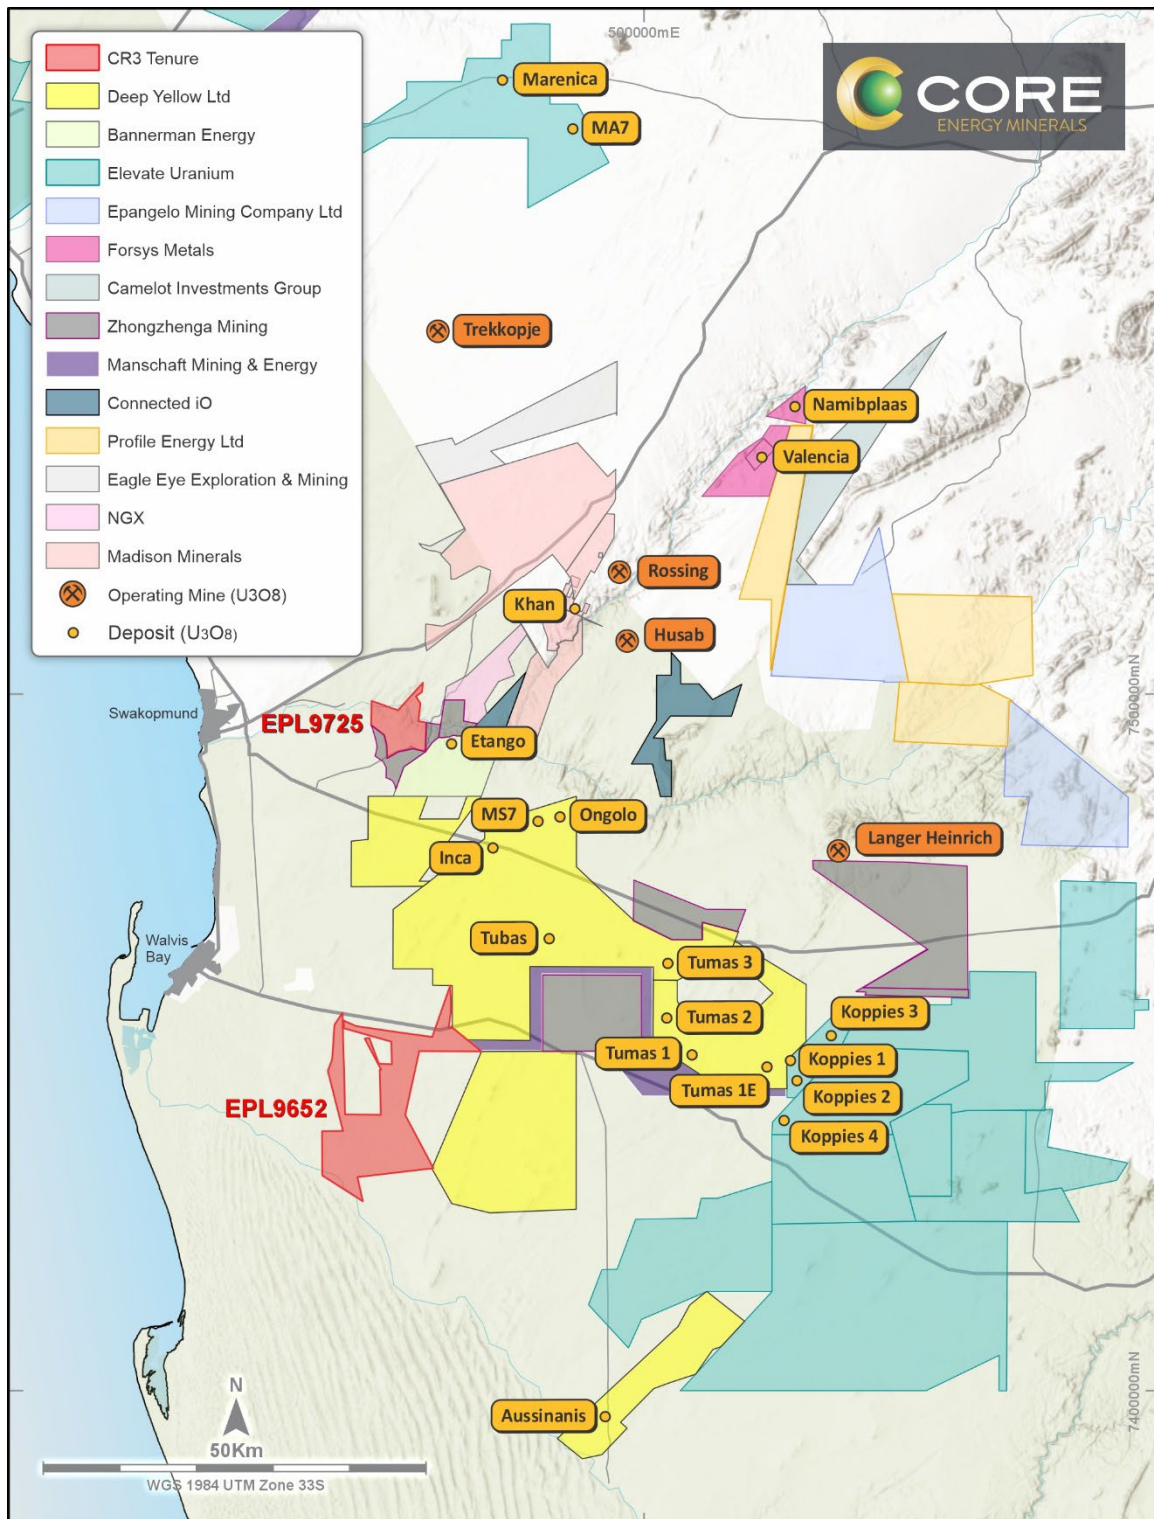 500000mE
CR3 Tenure
Deep Yellow Ltd
Bannerman Energy
Elevate Uranium
Epangelo Mining Company Ltd
Forsys Metals
Camelot Investments Group
Zhongzhenga Mining
Manschaft Mining & Energy
Connected iO
Profile Energy Ltd
Eagle Eye Exploration & Mining
NGX
Madison Minerals
Operating Mine (U3O8)
Deposit (U₃O₈)
CORE
ENERGY MINERALS
Marenica
MA7
Trekkopje
Namibplaas
Valencia
Rossing
Khan
Husab
Swakopmund
EPL9725
Etango
7500000mN
MS7
Ongolo
Inca
Langer Heinrich
Walvis
Bay
Tubas
Tumas 3
Tumas 2
Koppies 3
Tumas 1
Koppies 1
Tumas 1E
Koppies 2
EPL9652
Koppies 4
Aussinanis
7400000mN
N
50Km
WGS 1984 UTM Zone 33S